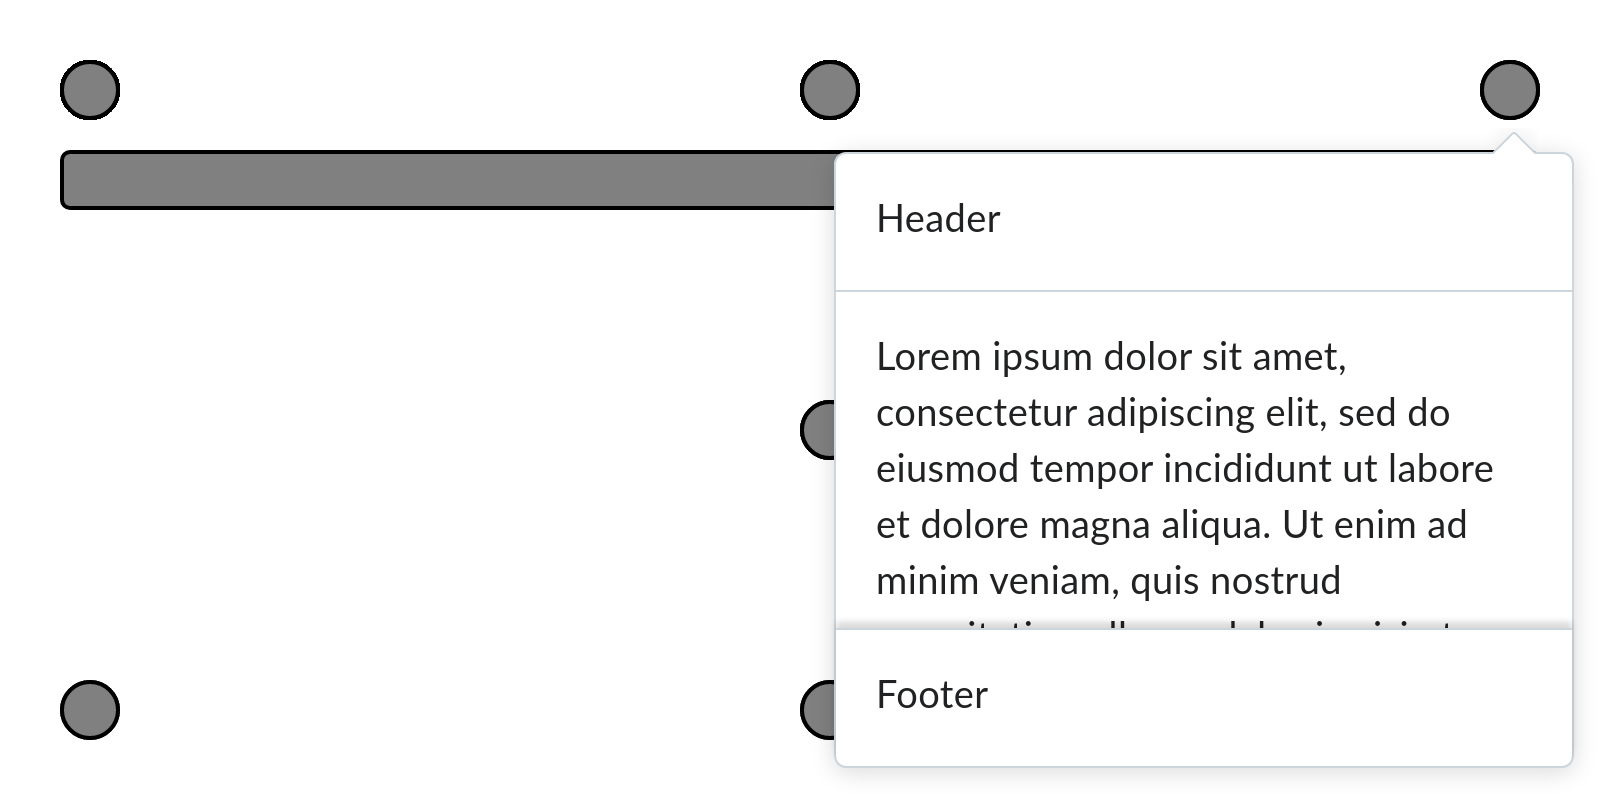 Header
Lorem ipsum dolor sit amet,
consectetur adipiscing elit, sed do
eiusmod tempor incididunt ut labore
et dolore magna aliqua. Ut enim ad
minim veniam, quis nostrud
Footer